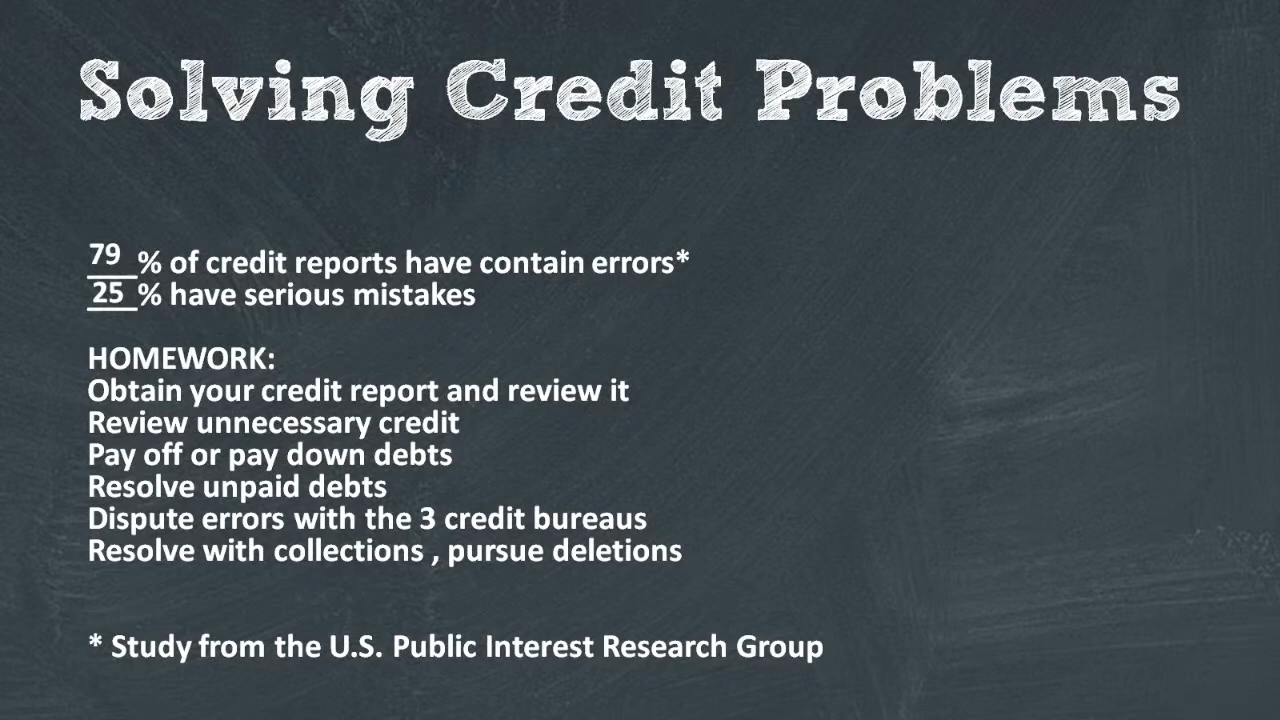 Solving Credit Problems
79 % of credit reports have contain errors*
25 % have serious mistakes
HOMEWORK:
Obtain your credit report and review it
Review unnecessary credit
Pay off or pay down debts
Resolve unpaid debts
Dispute errors with the 3 credit bureaus
Resolve with collections , pursue deletions
* Study from the U.S. Public Interest Research Group